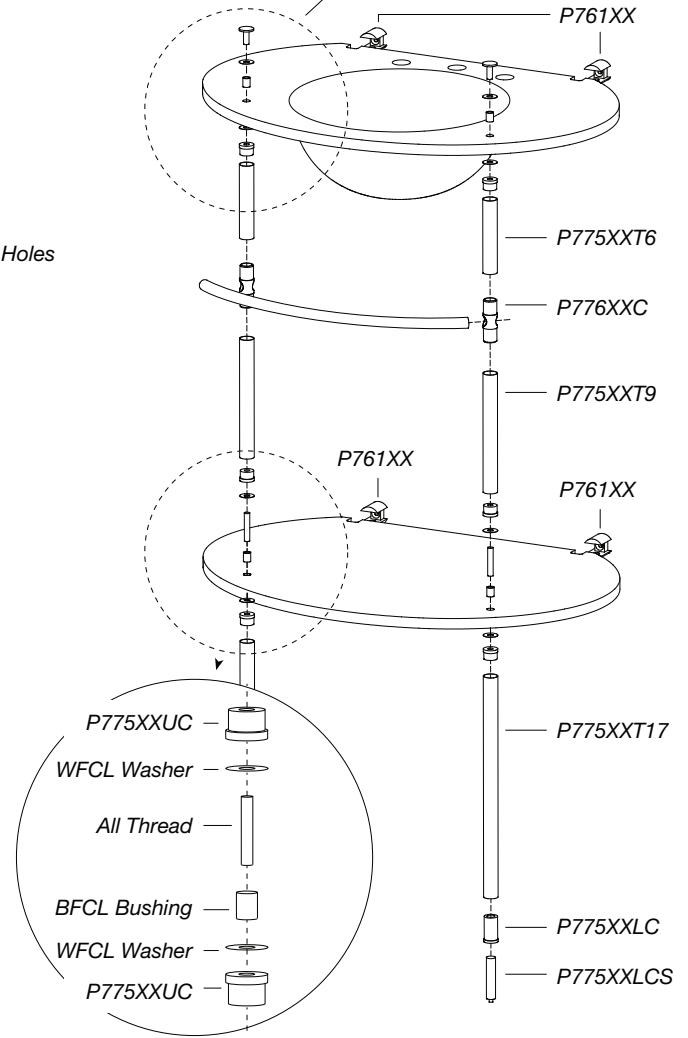 P761XX
Holes
P775XXT6
P776XXC
P775XXT9
P761XX
P761XX
P775XXUC
WFCL Washer
All Thread
BFCL Bushing
WFCL Washer
P775XXUC
P775XXT17
P775XXLC
P775XXLCS